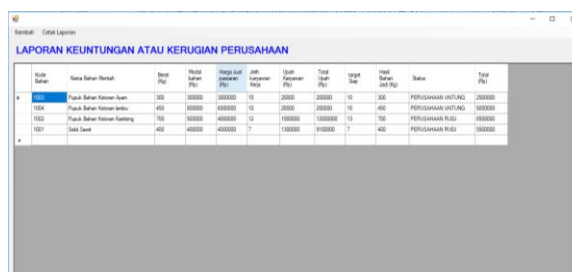 Kembali Cetak Laporan
LAPORAN KEUNTUNGAN ATAU KERUGIAN PERUSAHAAN
Kode Bahan Nama Bahan Mentah Berat (Kg) Modal bahan (Rp) Harga Jual pasaran (Rp) Jmlh karyawan Kerja Upah Karyawan (Rp) Total Upah (Rp) target Siap Hasil Bahan Jadi (Kg) Status Total (Rp)
1003 Pupuk Bahan Kotoran Ayam 300 300000 3000000 10 20000 200000 10 300 PERUSAHAAN UNTUNG 2500000
1004 Pupuk Bahan Kotoran lembu 450 800000 6000000 10 20000 200000 15 450 PERUSAHAAN UNTUNG 5000000
1002 Pupuk Bahan Kotoran Kambing 700 500000 4000000 12 1000000 12000000 13 700 PERUSAHAAN RUGI 8500000
1001 Solid Sawit 400 400000 4000000 7 1300000 9100000 7 400 PERUSAHAAN RUGI 5500000